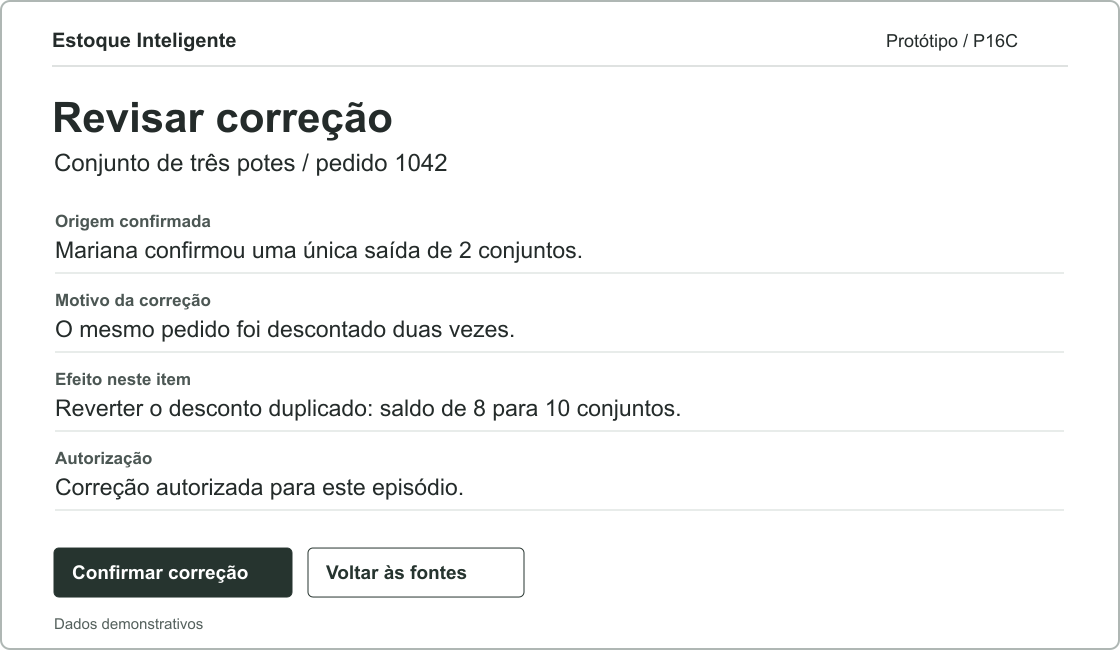 Estoque Inteligente
Protótipo / P16C
Revisar correção
Conjunto de três potes / pedido 1042
Origem confirmada
Mariana confirmou uma única saída de 2 conjuntos.
Motivo da correção
O mesmo pedido foi descontado duas vezes.
Efeito neste item
Reverter o desconto duplicado: saldo de 8 para 10 conjuntos.
Autorização
Correção autorizada para este episódio.
Confirmar correção
Voltar às fontes
Dados demonstrativos